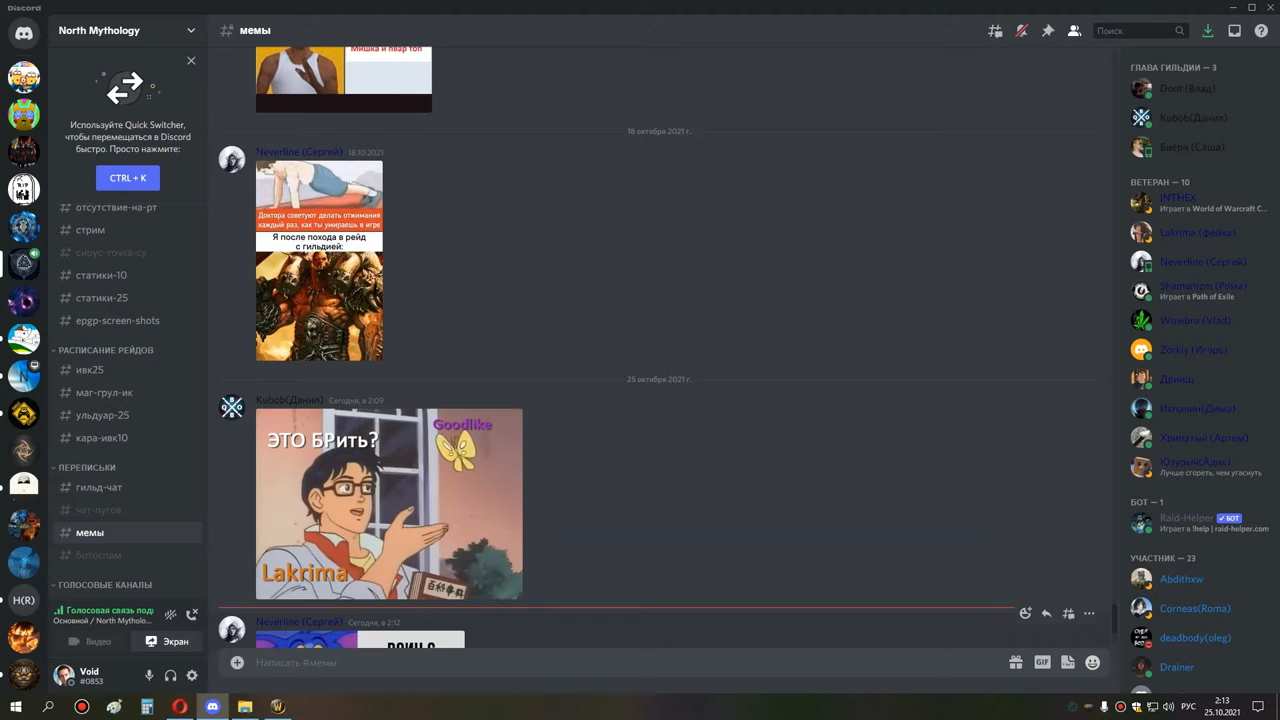 Discord
North Mythology
мемы
Поиск
Мишка и пвар топ
Используйте Quick Switcher,
чтобы перемещаться в Discord
быстро. Просто нажмите:
CTRL + K
отсутствие-на-рт
стрим
сирус-точка-су
статики-10
статики-25
epgp-screen-shots
РАСПИСАНИЕ РЕЙДОВ
ивк25
маг-грул-ик
ульдуар-25
кара-ивк10
ПЕРЕПИСКИ
гильд-чат
чат-пугов
мемы
ботоспам
ГОЛОСОВЫЕ КАНАЛЫ
H(R)
Голосовая связь под
Основной / North Mytholo...
Видео
Экран
Void
#0853
18 октября 2021 г.
Neverline (Сергей) 18.10.2021
Доктора советуют делать отжимания
каждый раз, как ты умираешь в игре
Я после похода в рейд
с гильдией:
25 октября 2021 г.
Kubob(Данил) Сегодня, в 2:09
Goodlike
ЭТО БРить?
Lakrima
Neverline (Сергей) Сегодня, в 2:12
Написать #мемы
GIF
ГЛАВА ГИЛЬДИИ — 3
Dont (Влад)
Kubob(Данил)
Биёрн (Саша)
ВЕТЕРАН — 10
INTHEX
Играет в World of Warcraft C...
Lakrima (фейка)
Neverline (Сергей)
Shamanizm (Рома)
Играет в Path of Exile
Wowbro (Vlad)
Zorkiy (Игорь)
Дрищ
Испалин(Дима)
Хрипатый (Артем)
Юзурыч(Адик)
Лучше сгореть, чем угаснуть
БОТ — 1
Raid-Helper БОТ
Играет в !help | raid-helper.com
УЧАСТНИК — 23
Abdithxw
Corneas(Roma)
deadbody(oleg)
Drainer
РУС
2:13
25.10.2021